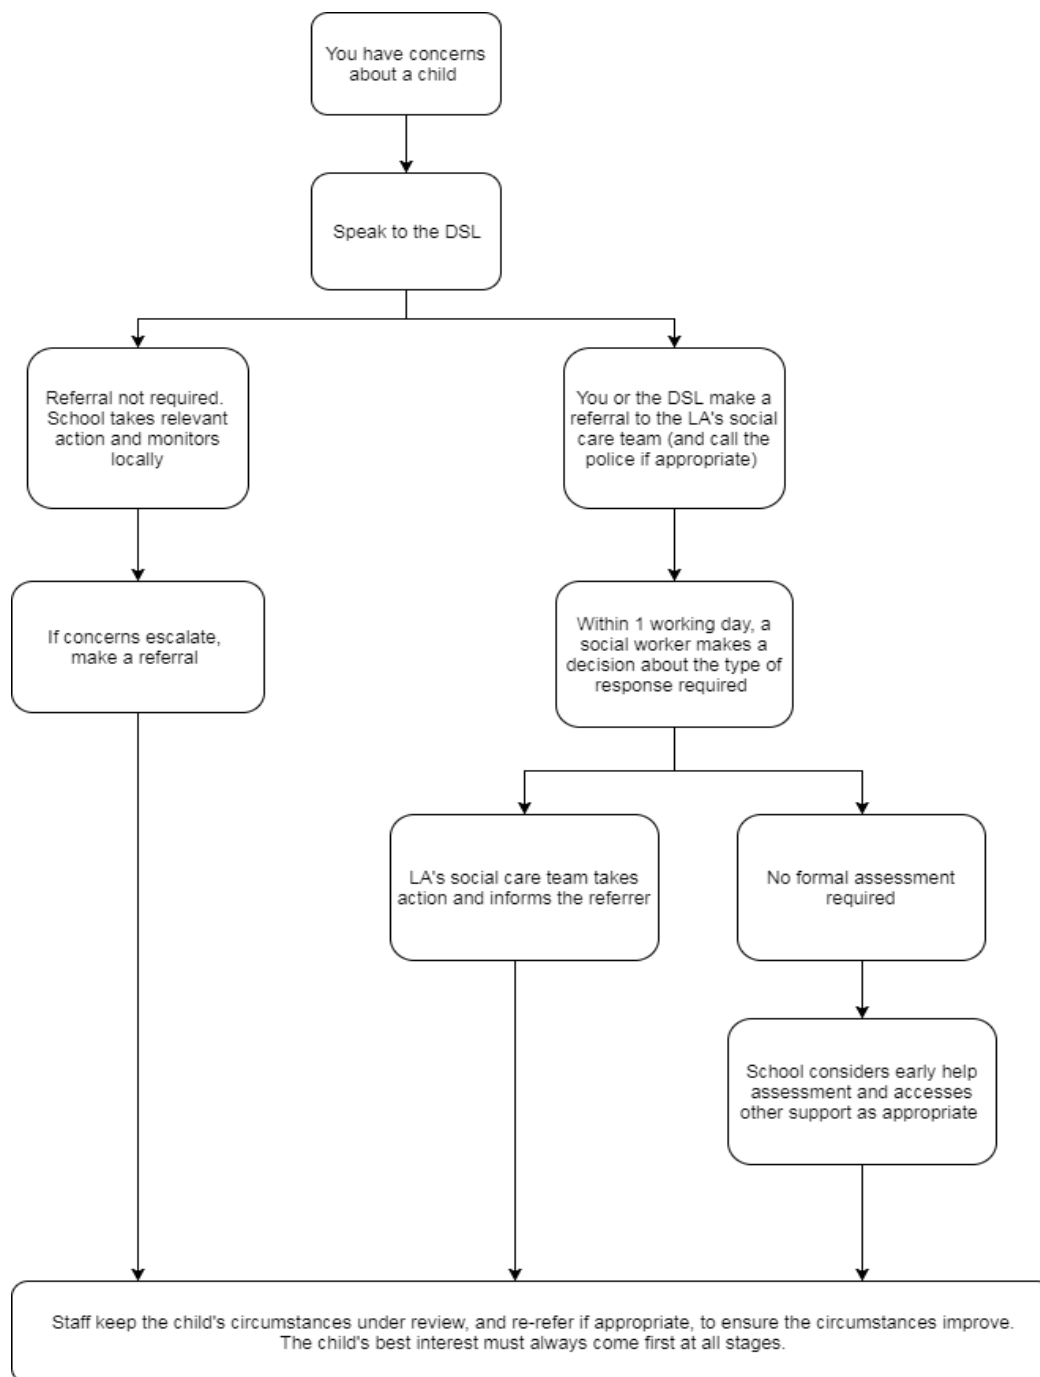 You have concerns
about a child
Speak to the DSL
Referral not required.
School takes relevant
action and monitors
locally
You or the DSL make a
referral to the LA's social
care team (and call the
police if appropriate)
If concerns escalate,
make a referral
Within 1 working day, a
social worker makes a
decision about the type of
response required
LA's social care team takes
action and informs the referrer
No formal assessment
required
School considers early help
assessment and accesses
other support as appropriate
Staff keep the child's circumstances under review, and re-refer if appropriate, to ensure the circumstances improve.
The child's best interest must always come first at all stages.